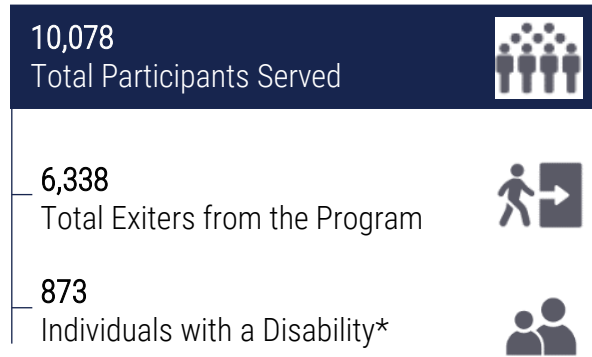 10,078
Total Participants Served
6,338
Total Exiters from the Program
873
Individuals with a Disability*